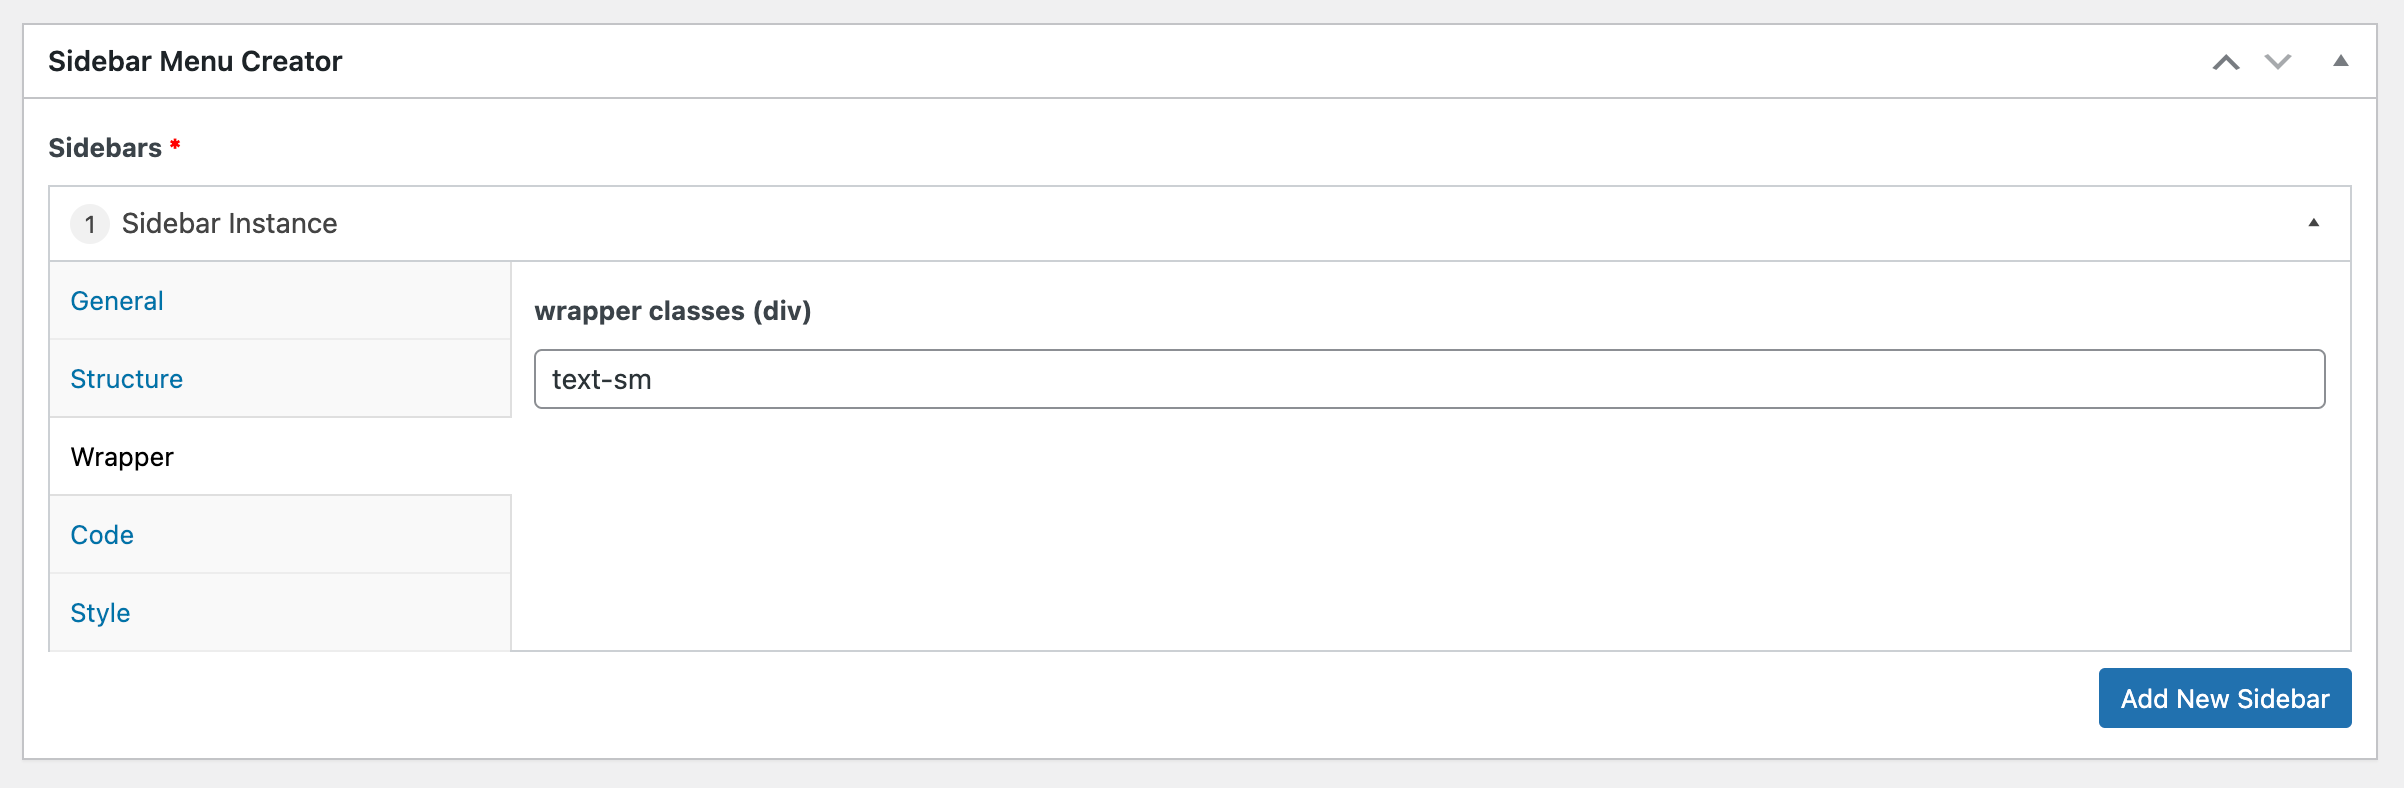 Sidebar Menu Creator
Sidebars *
1 Sidebar Instance
General
Structure
Wrapper
Code
Style
wrapper classes (div)
text-sm
Add New Sidebar